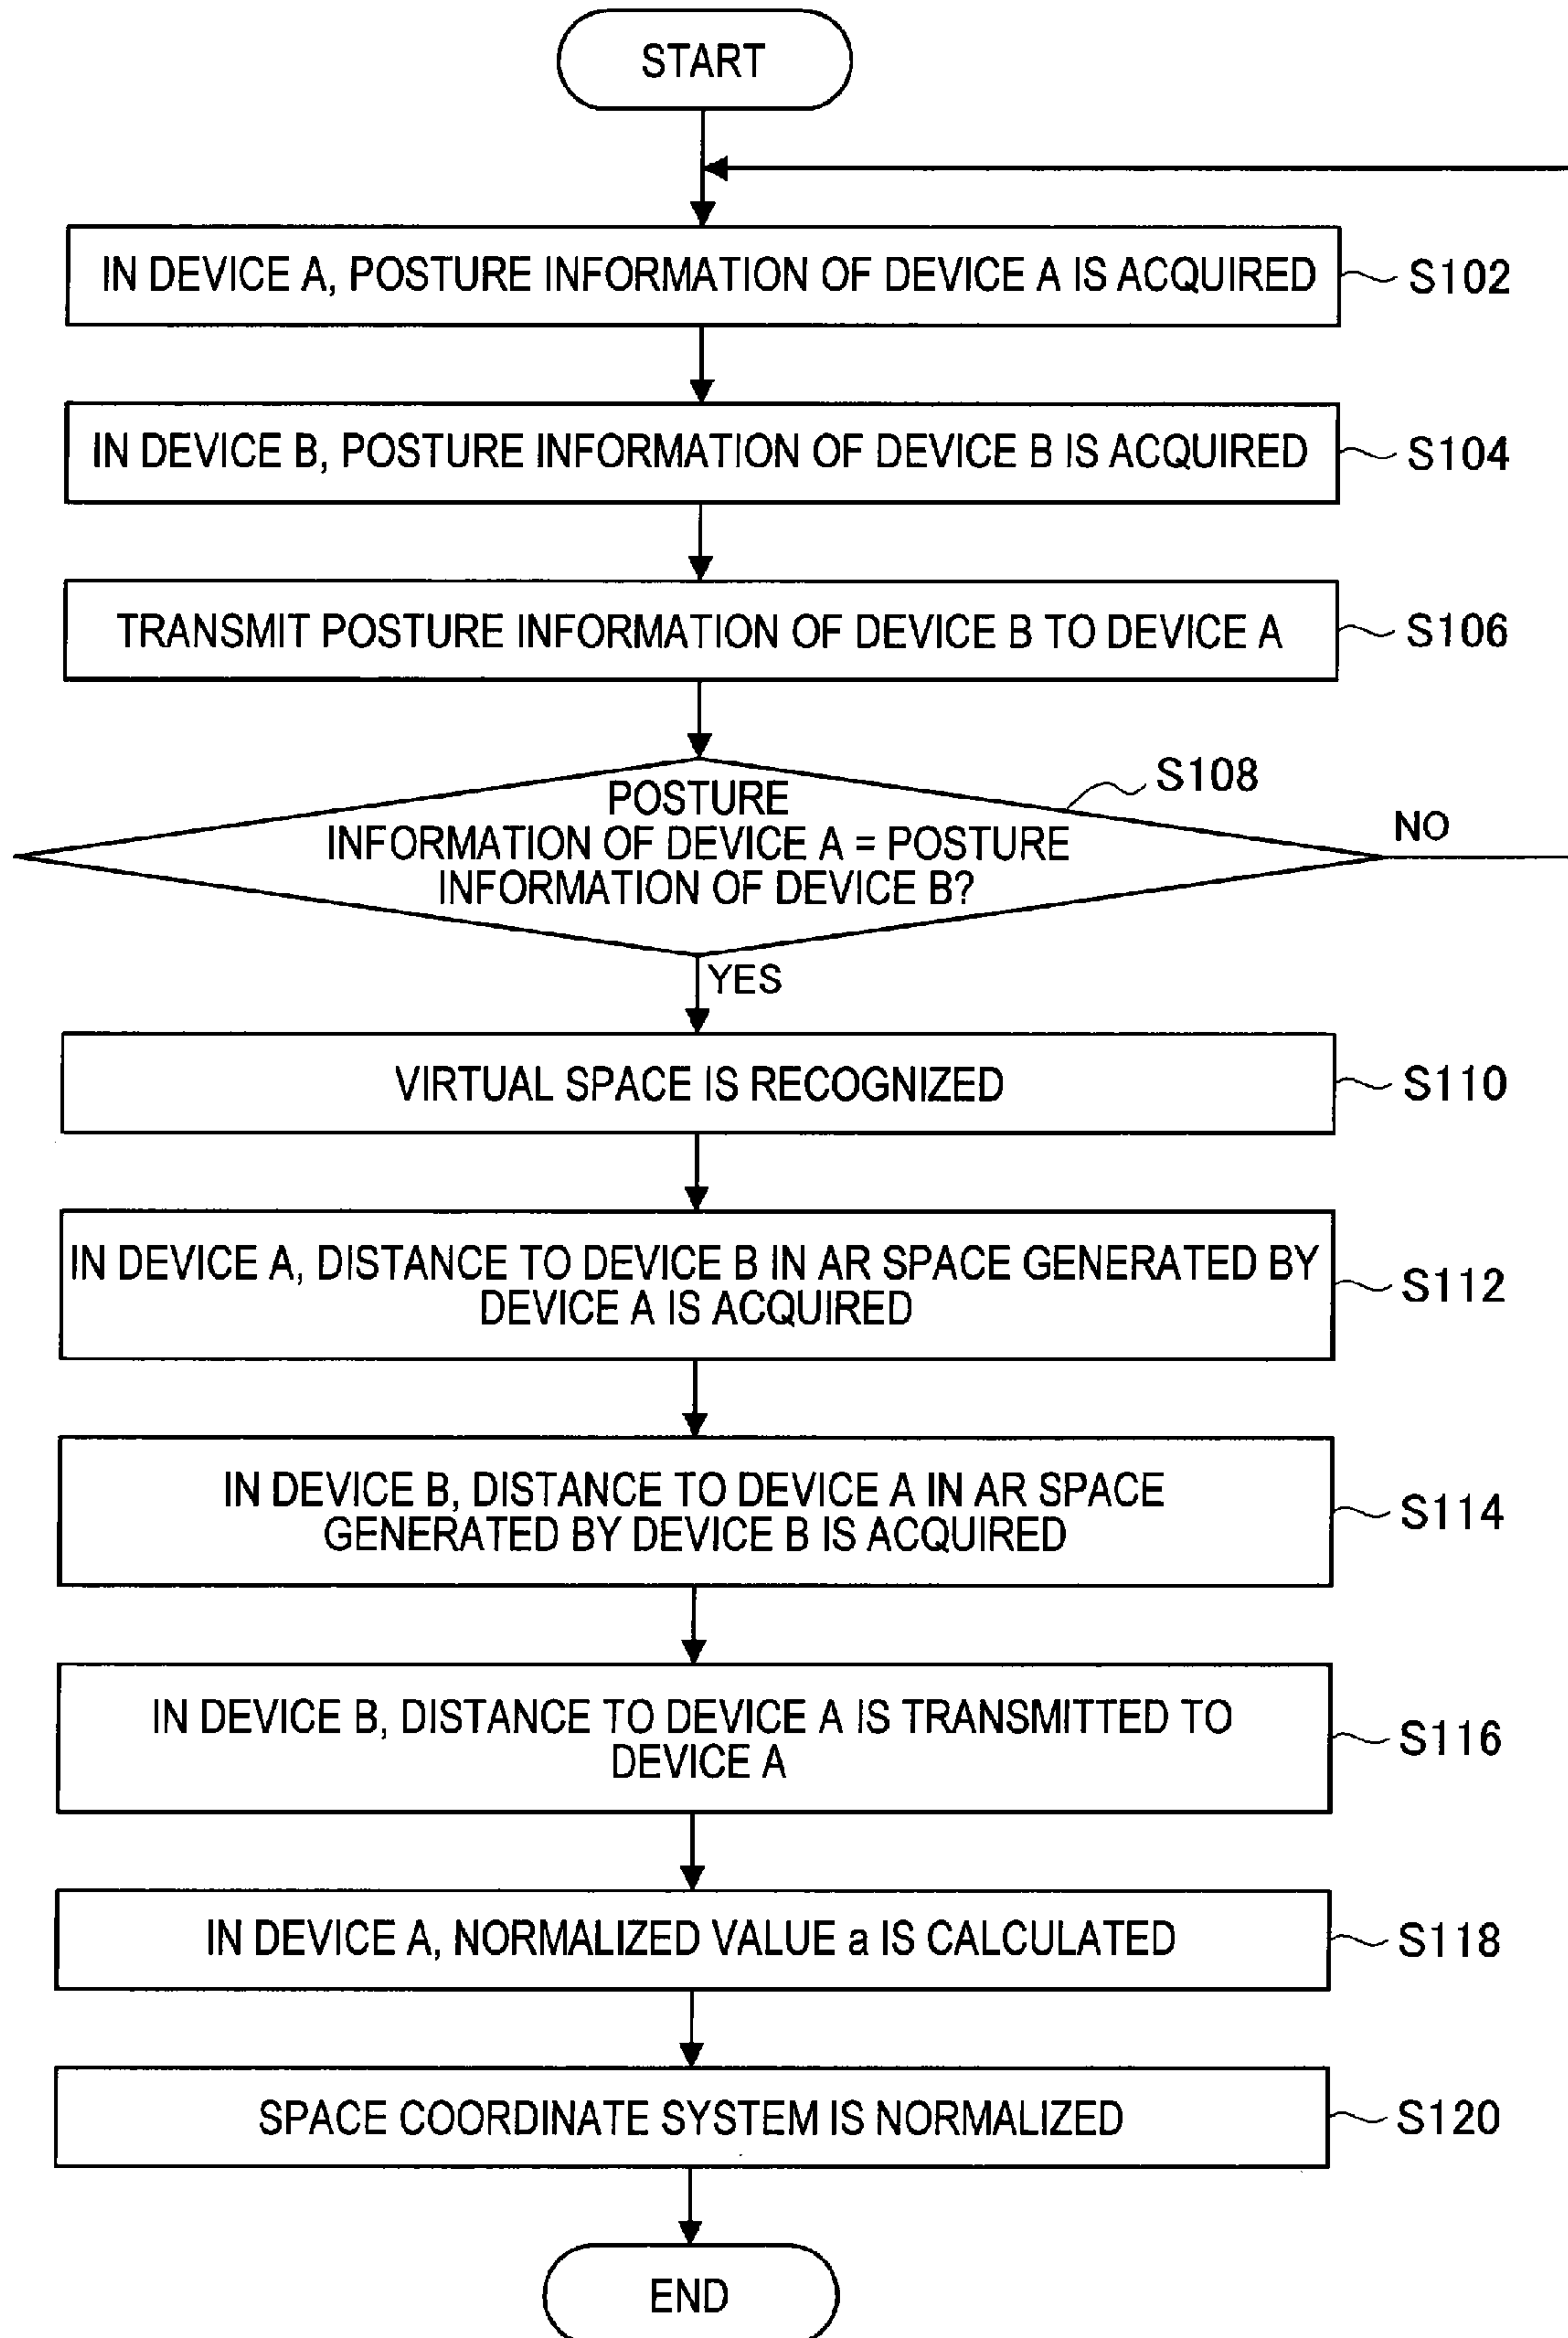 START
IN DEVICE A, POSTURE INFORMATION OF DEVICE A IS ACQUIRED
S102
IN DEVICE B, POSTURE INFORMATION OF DEVICE B IS ACQUIRED
S104
TRANSMIT POSTURE INFORMATION OF DEVICE B TO DEVICE A
S106
S108
POSTURE
INFORMATION OF DEVICE A = POSTURE
INFORMATION OF DEVICE B?
NO
YES
VIRTUAL SPACE IS RECOGNIZED
S110
IN DEVICE A, DISTANCE TO DEVICE B IN AR SPACE GENERATED BY
DEVICE A IS ACQUIRED
S112
IN DEVICE B, DISTANCE TO DEVICE A IN AR SPACE
GENERATED BY DEVICE B IS ACQUIRED
S114
IN DEVICE B, DISTANCE TO DEVICE A IS TRANSMITTED TO
DEVICE A
S116
IN DEVICE A, NORMALIZED VALUE a IS CALCULATED
S118
SPACE COORDINATE SYSTEM IS NORMALIZED
S120
END